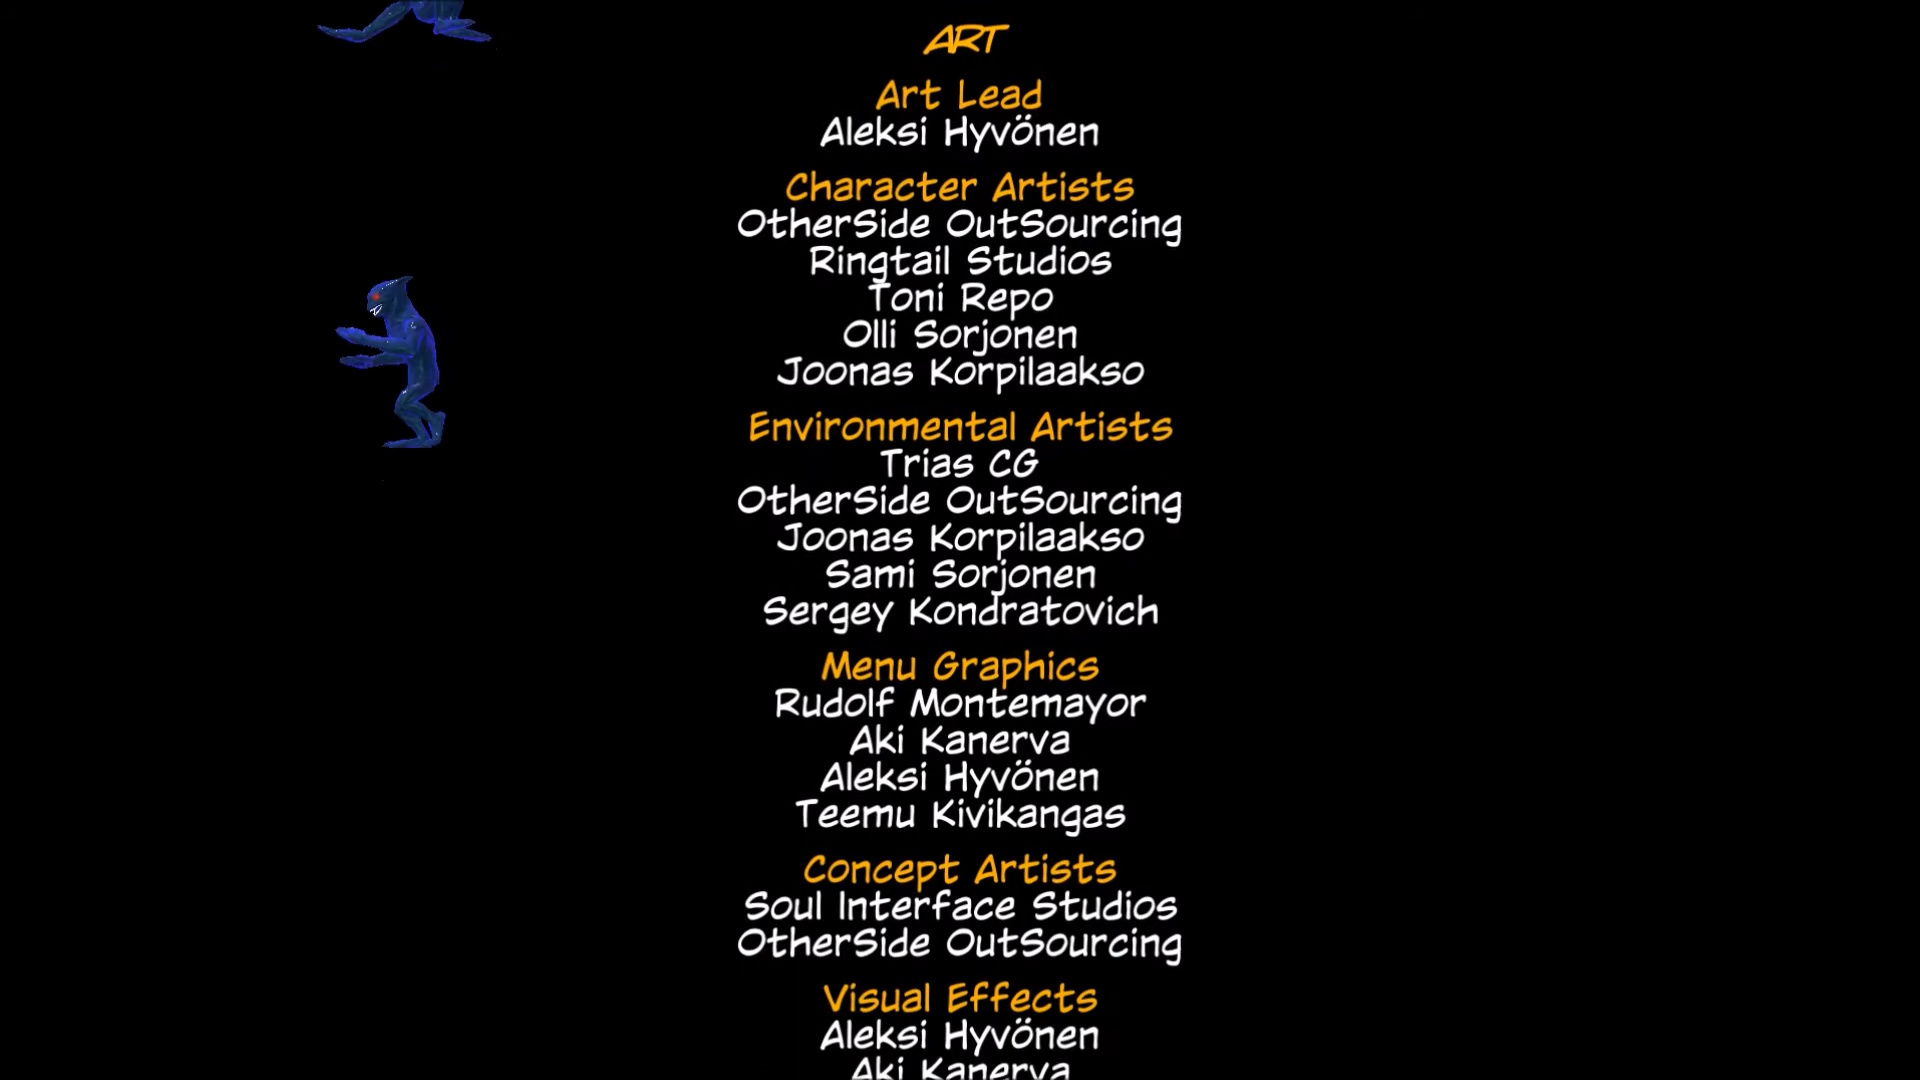 ART
Art Lead
Aleksi Hyvönen
Character Artists
OtherSide OutSourcing
Ringtail Studios
Toni Repo
Olli Sorjonen
Joonas Korpilaakso
Environmental Artists
Trias CG
OtherSide OutSourcing
Joonas Korpilaakso
Sami Sorjonen
Sergey Kondratovich
Menu Graphics
Rudolf Montemayor
Aki Kanerva
Aleksi Hyvönen
Teemu Kivikangas
Concept Artists
Soul Interface Studios
OtherSide OutSourcing
Visual Effects
Aleksi Hyvönen
Aki Kanerva